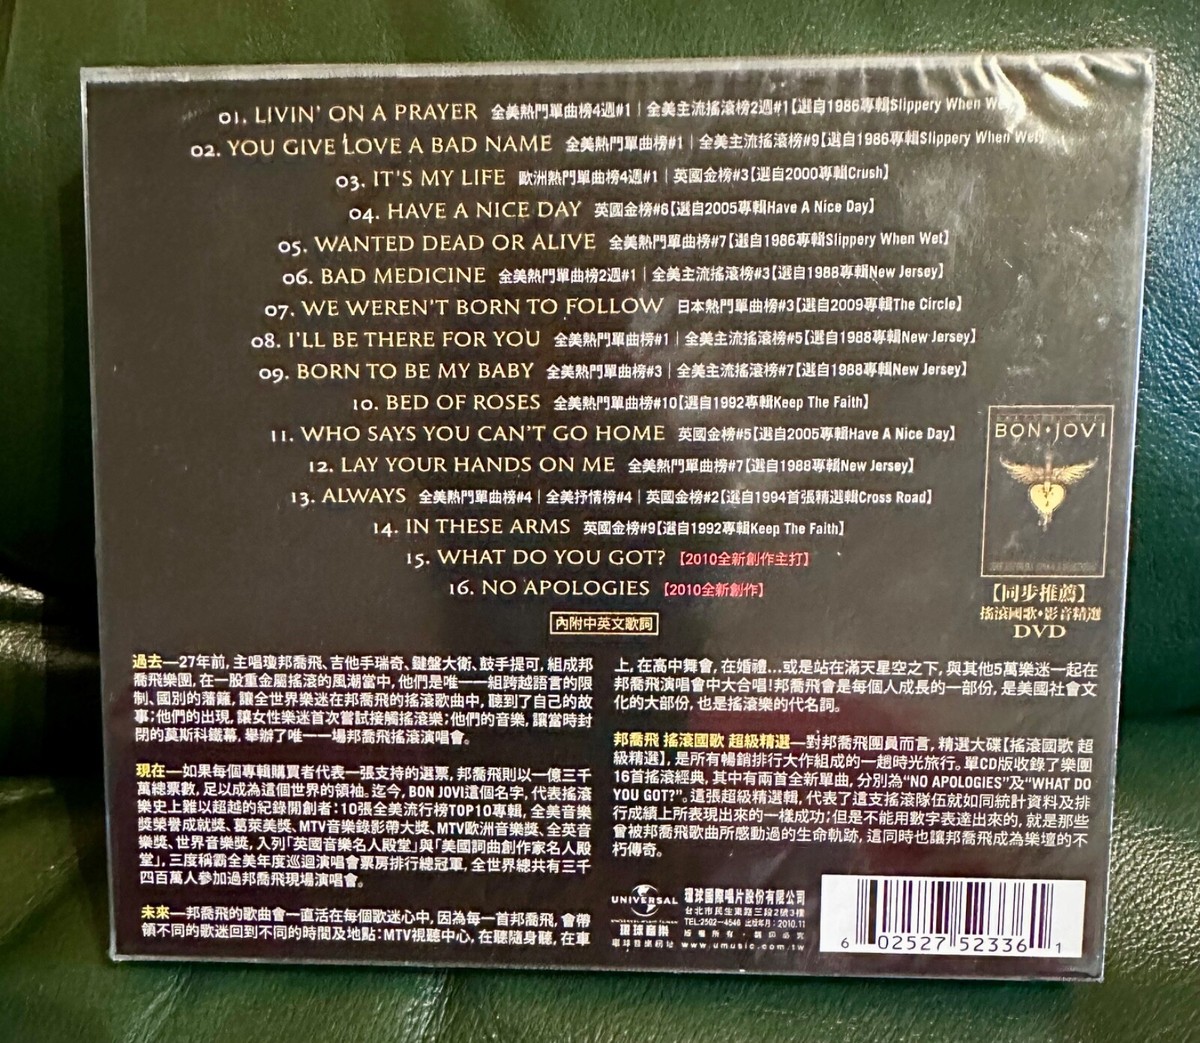 01. LIVIN' ON A PRAYER 全美熱門單曲榜4週#1｜全美主流搖滾榜2週#1【選自1986專輯Slippery When
02. YOU GIVE LOVE A BAD NAME 全美熱門單曲榜#1｜全美主流搖滾榜#9【選自1986專輯Slippery When Wet】
03. IT'S MY LIFE 歐洲熱門單曲榜4週#1｜英國金榜#3【選自2000專輯Crush】
04. HAVE A NICE DAY 英國金榜#6【選自2005專輯Have A Nice Day】
05. WANTED DEAD OR ALIVE 全美熱門單曲榜#7【選自1986專輯Slippery When Wet】
06. BAD MEDICINE 全美熱門單曲榜2週#1｜全美主流搖滾榜#3【選自1988專輯New Jersey】
07. WE WEREN'T BORN TO FOLLOW 日本熱門單曲榜#3【選自2009專輯The Circle】
08. I'LL BE THERE FOR YOU 全美熱門單曲榜#1｜全美主流搖滾榜#5【選自1988專輯New Jersey】
09. BORN TO BE MY BABY 全美熱門單曲榜#3｜全美主流搖滾榜#7【選自1988專輯New Jersey】
10. BED OF ROSES 全美熱門單曲榜#10【選自1992專輯Keep The Faith】
11. WHO SAYS YOU CAN'T GO HOME 英國金榜#5【選自2005專輯Have A Nice Day】
12. LAY YOUR HANDS ON ME 全美熱門單曲榜#7【選自1988專輯New Jersey】
13. ALWAYS 全美熱門單曲榜#4｜全美抒情榜#4｜英國金榜#2【選自1994首張精選輯Cross Road】
14. IN THESE ARMS 英國金榜#9【選自1992專輯Keep The Faith】
15. WHAT DO YOU GOT?【2010全新創作主打】
16. NO APOLOGIES【2010全新創作】
內附中英文歌詞
BON•JOVI
【同步推薦】
搖滾國歌•影音精選
DVD
過去—27年前, 主唱瓊邦喬飛、吉他手瑞奇、鍵盤大衛、鼓手提可, 組成邦
喬飛樂團, 在一股重金屬搖滾的風潮當中, 他們是唯一一組跨越語言的限
制、國別的藩籬, 讓全世界樂迷在邦喬飛的搖滾歌曲中, 聽到了自己的故
事;他們的出現, 讓女性樂迷首次嘗試接觸搖滾樂;他們的音樂, 讓當時封
閉的莫斯科鐵幕, 舉辦了唯一一場邦喬飛搖滾演唱會。
現在—如果每個專輯購買者代表一張支持的選票, 邦喬飛則以一億三千
萬總票數, 足以成為這個世界的領袖。迄今, BON JOVI這個名字, 代表搖滾
樂史上難以超越的紀錄開創者:10張全美流行榜TOP10專輯, 全美音樂
獎榮譽成就獎、葛萊美獎、MTV音樂錄影帶大獎、MTV歐洲音樂獎、全英音
樂獎、世界音樂獎, 入列「英國音樂名人殿堂」與「美國詞曲創作家名人殿
堂」, 三度稱霸全美年度巡迴演唱會票房排行總冠軍, 全世界總共有三千
四百萬人參加過邦喬飛現場演唱會。
未來—邦喬飛的歌曲會一直活在每個歌迷心中, 因為每一首邦喬飛, 會帶
領不同的歌迷回到不同的時間及地點:MTV視聽中心, 在聽隨身聽, 在車
上, 在高中舞會, 在婚禮...或是站在滿天星空之下, 與其他5萬樂迷一起在
邦喬飛演唱會中大合唱!邦喬飛會是每個人成長的一部份, 是美國社會文
化的大部份, 也是搖滾樂的代名詞。
邦喬飛 搖滾國歌 超級精選—對邦喬飛團員而言, 精選大碟【搖滾國歌 超
級精選】, 是所有暢銷排行大作組成的一趟時光旅行。單CD版收錄了樂團
16首搖滾經典, 其中有兩首全新單曲, 分別為“NO APOLOGIES”及“WHAT DO
YOU GOT?”。這張超級精選輯, 代表了這支搖滾隊伍就如同統計資料及排
行成績上所表現來的一樣成功;但是不能用數字表達出來的, 就是那些
曾被邦喬飛歌曲所感動過的生命軌跡, 這同時也讓邦喬飛成為樂壇的不
朽傳奇。
UNIVERSAL
環球音樂
環球國際唱片股份有限公司
台北市民生東路三段2號3樓
TEL:2502-4546 出版年月:2010.11
版權所有•翻印必究
環球音樂網址 www.umusic.com.tw
6 02527 52336 1